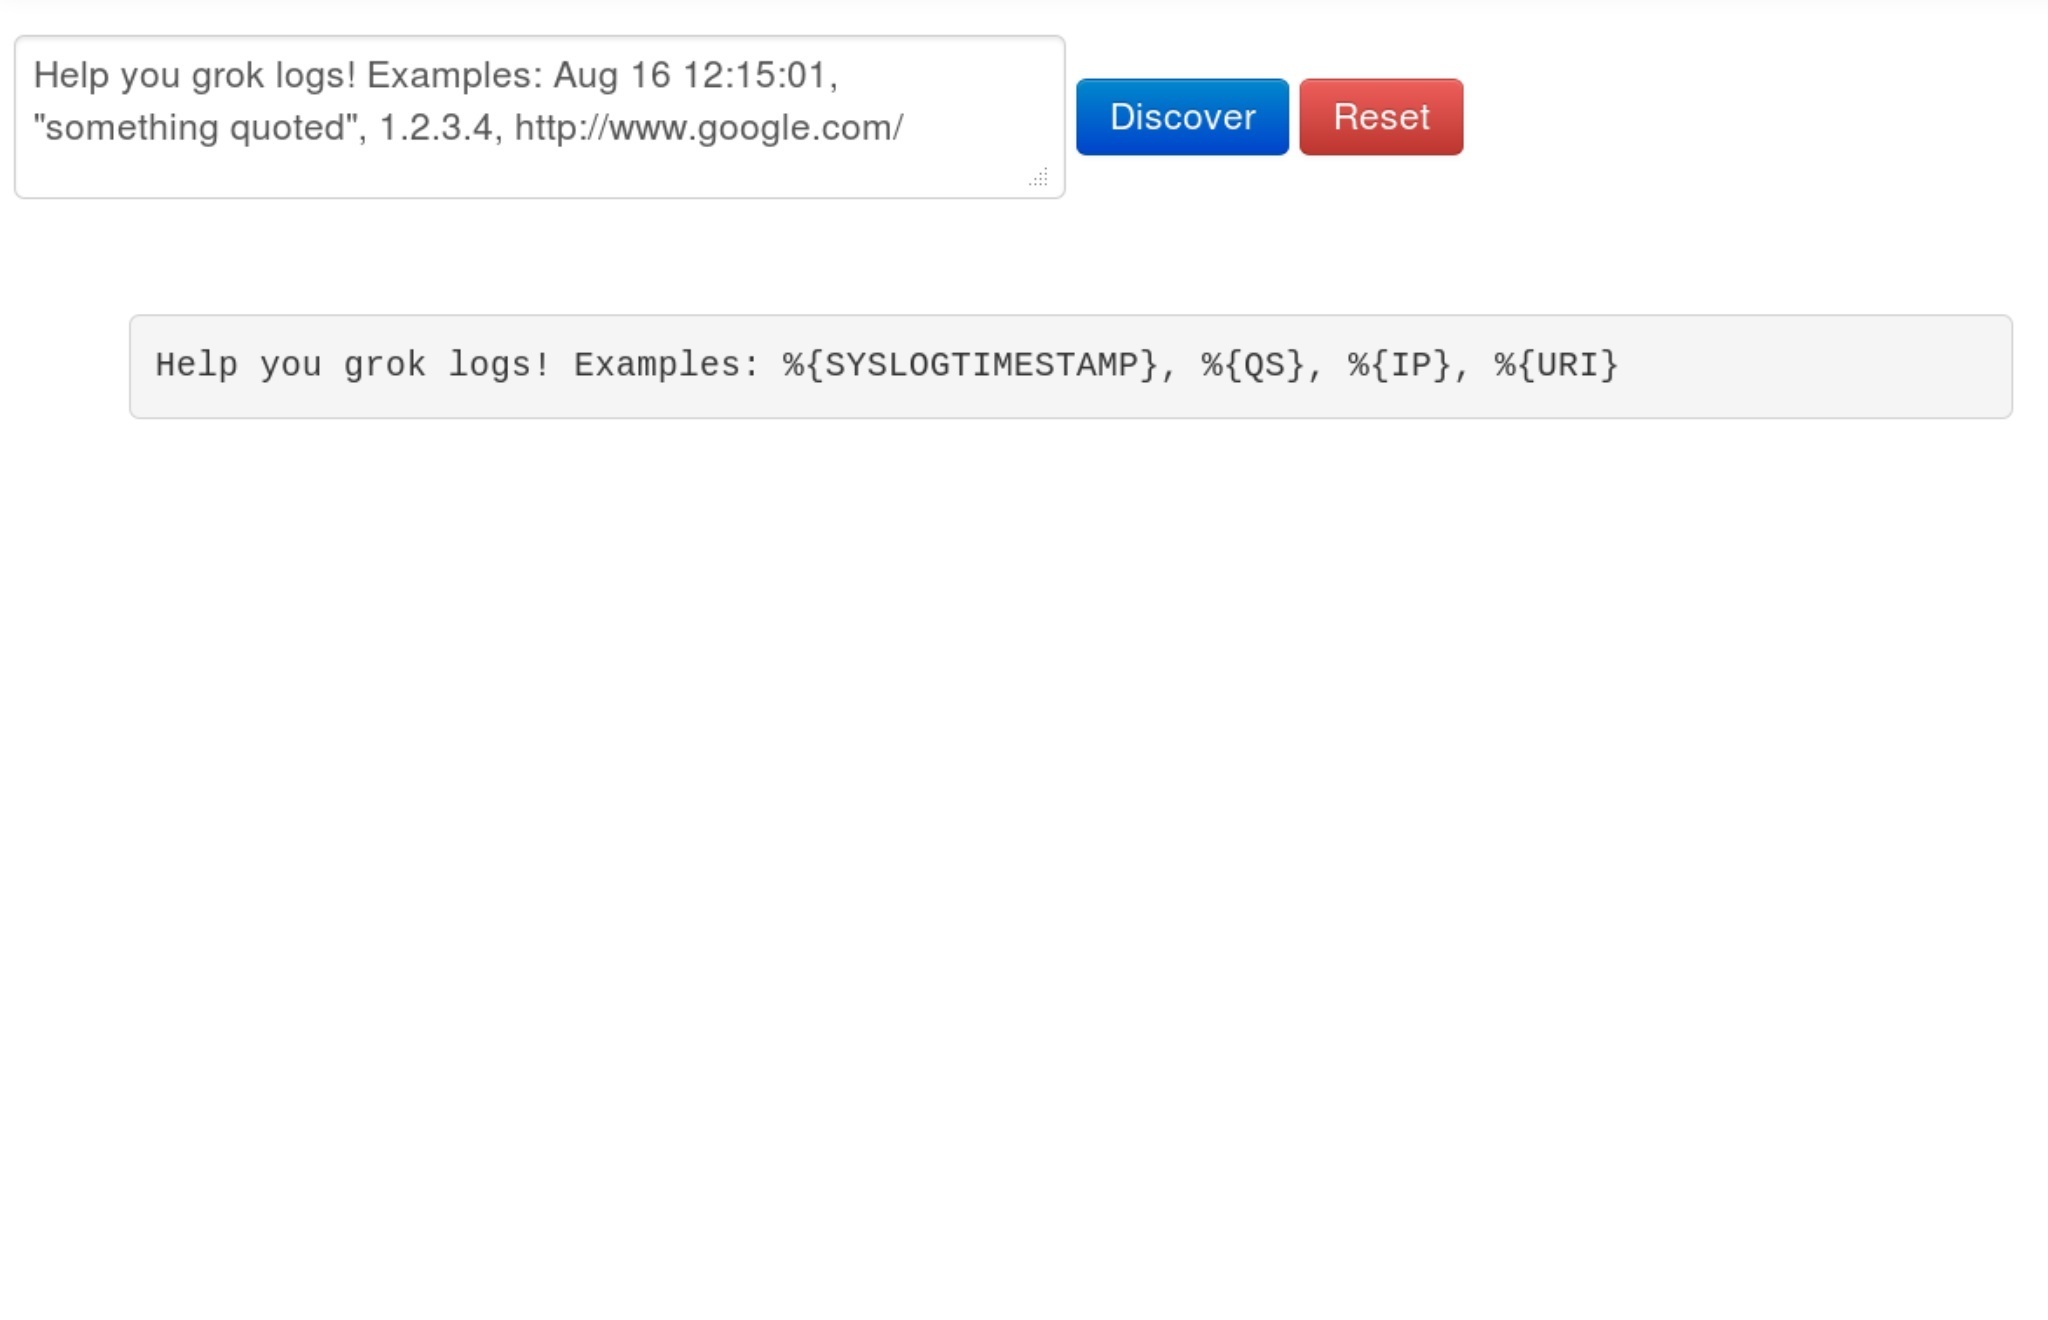 Help you grok logs! Examples: Aug 16 12:15:01,
"something quoted", 1.2.3.4, http://www.google.com/
Discover
Reset
Help you grok logs! Examples: %{SYSLOGTIMESTAMP}, %{QS}, %{IP}, %{URI}